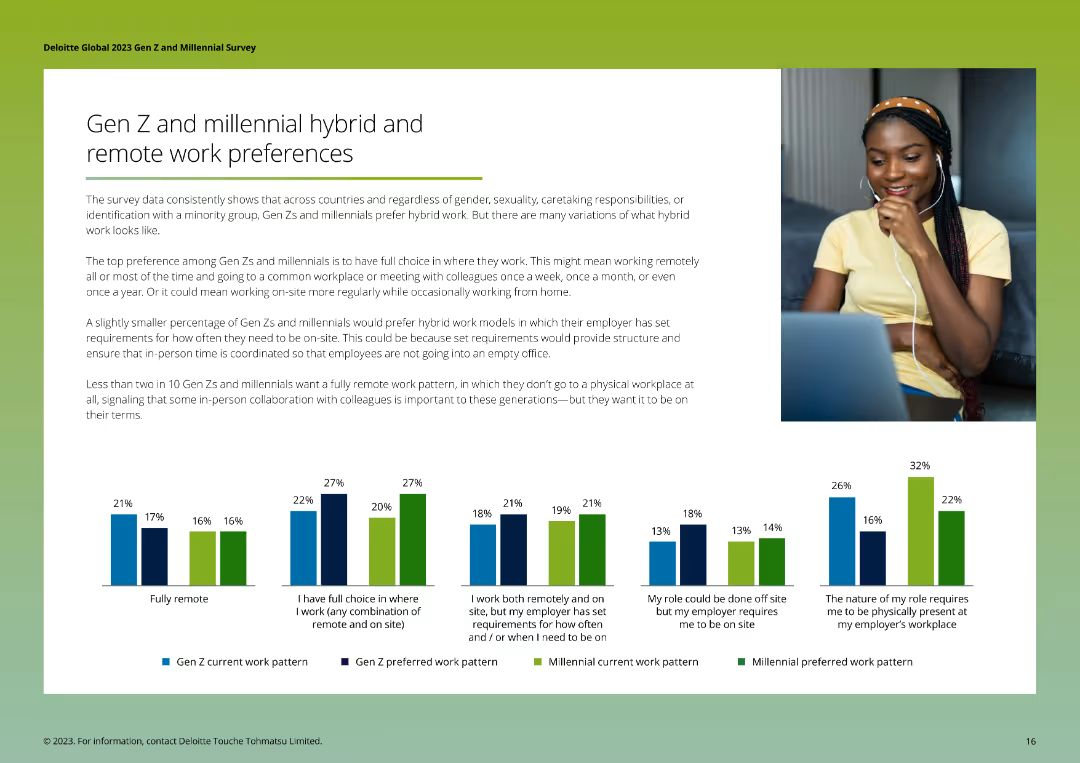 Deloitte Global 2023 Gen Z and Millennial Survey
Gen Z and millennial hybrid and
remote work preferences
The survey data consistently shows that across countries and regardless of gender, sexuality, caretaking responsibilities, or
identification with a minority group, Gen Zs and millennials prefer hybrid work. But there are many variations of what hybrid
work looks like.
The top preference among Gen Zs and millennials is to have full choice in where they work. This might mean working remotely
all or most of the time and going to a common workplace or meeting with colleagues once a week, once a month, or even
once a year. Or it could mean working on-site more regularly while occasionally working from home.
A slightly smaller percentage of Gen Zs and millennials would prefer hybrid work models in which their employer has set
requirements for how often they need to be on-site. This could be because set requirements would provide structure and
ensure that in-person time is coordinated so that employees are not going into an empty office.
Less than two in 10 Gen Zs and millennials want a fully remote work pattern, in which they don't go to a physical workplace at
all, signaling that some in-person collaboration with colleagues is important to these generations—but they want it to be on
their terms.
21%
17%
16%
16%
Fully remote
22%
27%
20%
27%
I have full choice in where
I work (any combination of
remote and on site)
18%
21%
19%
21%
I work both remotely and on
site, but my employer has set
requirements for how often
and / or when I need to be on
13%
18%
13%
14%
My role could be done off site
but my employer requires
me to be on site
26%
16%
32%
22%
The nature of my role requires
me to be physically present at
my employer's workplace
Gen Z current work pattern
Gen Z preferred work pattern
Millennial current work pattern
Millennial preferred work pattern
© 2023. For information, contact Deloitte Touche Tohmatsu Limited.
16